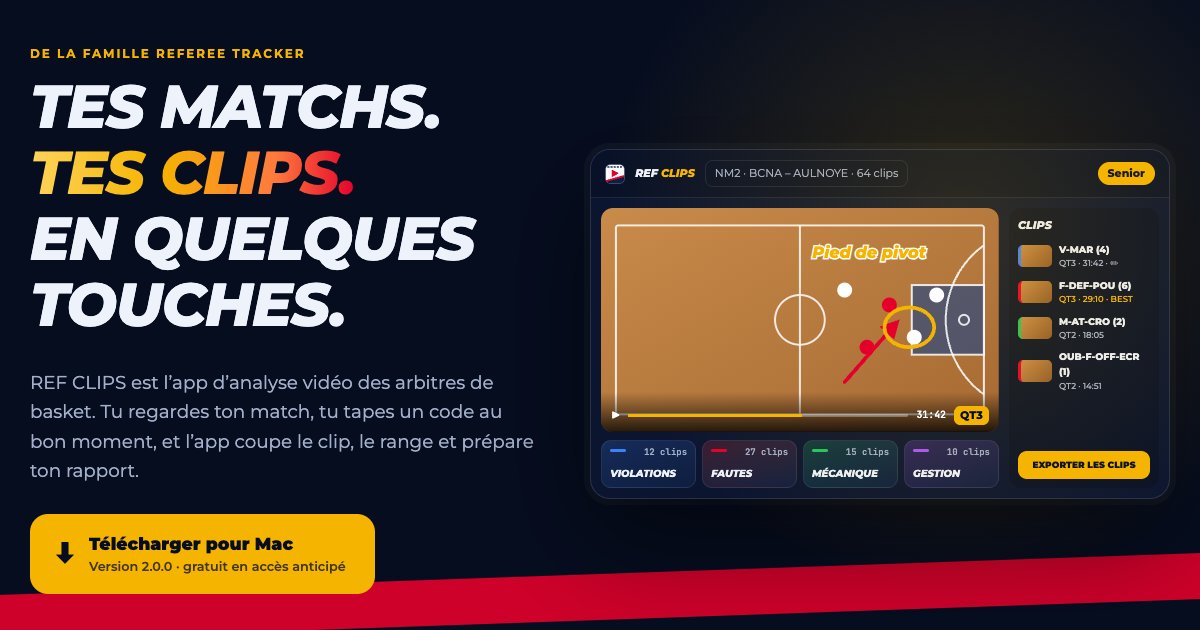 DE LA FAMILLE REFEREE TRACKER
TES MATCHS.
TES CLIPS.
EN QUELQUES
TOUCHES.
REF CLIPS est l’app d’analyse vidéo des arbitres de
basket. Tu regardes ton match, tu tapes un code au
bon moment, et l’app coupe le clip, le range et prépare
ton rapport.
Télécharger pour Mac
Version 2.0.0 · gratuit en accès anticipé
REF CLIPS
NM2 · BCNA – AULNOYE · 64 clips
Senior
Pied de pivot
31:42
QT3
12 clips
VIOLATIONS
27 clips
FAUTES
15 clips
MÉCANIQUE
10 clips
GESTION
CLIPS
V-MAR (4)
QT3 · 31:42 · ✏
F-DEF-POU (6)
QT3 · 29:10 · BEST
M-AT-CRO (2)
QT2 · 18:05
OUB-F-OFF-ECR
(1)
QT2 · 14:51
EXPORTER LES CLIPS